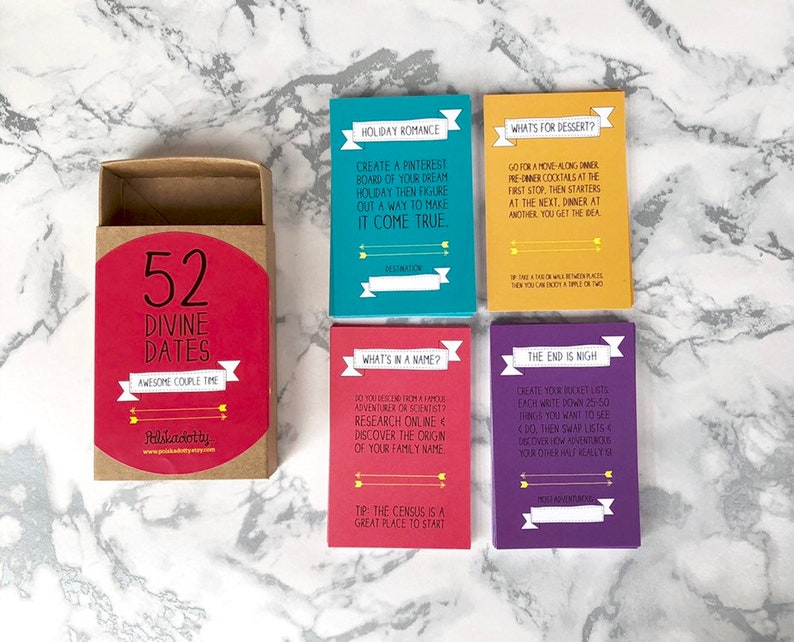 52
DIVINE
DATES
AWESOME COUPLE TIME
Polskadotty
www.polskadotty.etsy.com
HOLIDAY ROMANCE
CREATE A PINTEREST
BOARD OF YOUR DREAM
HOLIDAY THEN FIGURE
OUT A WAY TO MAKE
IT COME TRUE.
DESTINATION:
WHAT'S FOR DESSERT?
GO FOR A MOVE-ALONG DINNER.
PRE-DINNER COCKTAILS AT THE
FIRST STOP, THEN STARTERS
AT THE NEXT, DINNER AT
ANOTHER. YOU GET THE IDEA.
TIP: TAKE A TAXI OR WALK BETWEEN PLACES,
THEN YOU CAN ENJOY A TIPPLE OR TWO
WHAT'S IN A NAME?
DO YOU DESCEND FROM A FAMOUS
ADVENTURER OR SCIENTIST?
RESEARCH ONLINE &
DISCOVER THE ORIGIN
OF YOUR FAMILY NAME.
TIP: THE CENSUS IS A
GREAT PLACE TO START
THE END IS NIGH
CREATE YOUR BUCKET LISTS.
EACH WRITE DOWN 25-50
THINGS YOU WANT TO SEE
& DO, THEN SWAP LISTS &
DISCOVER HOW ADVENTUROUS
YOUR OTHER HALF REALLY IS!
MOST ADVENTUROUS: